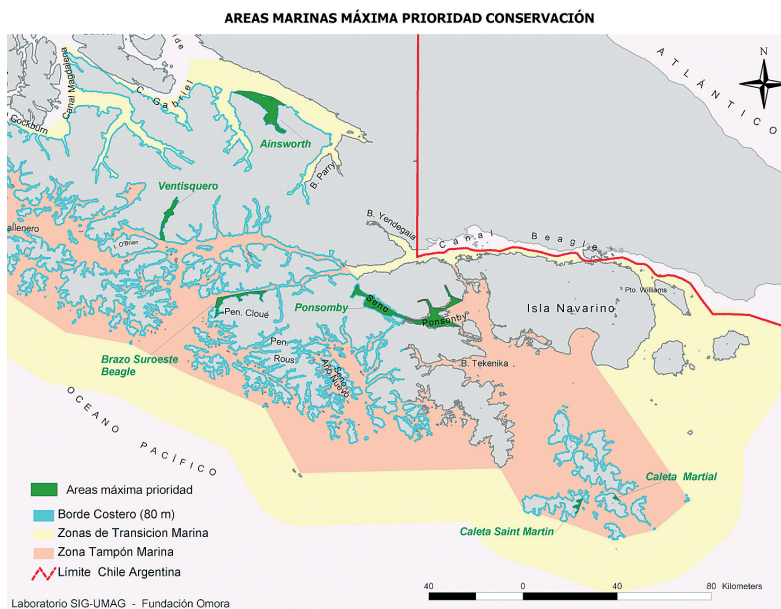 AREAS MARINAS MÁXIMA PRIORIDAD CONSERVACIÓN
N
ATLÁNTICO
Canal Magdalena
C. Gabriel
Cockburn
Ainsworth
B. Parry
Ventisquero
I. O'Brien
B. Yendegaia
Canal Beagle
Pto. Williams
Isla Navarino
Ponsomby
Seno
Ponsonby
Pen. Cloué
Brazo Suroeste
Beagle
Pen.
Rous
Seno
Año Nuevo
B. Tekenika
OCEANO PACÍFICO
Caleta Martial
Caleta Saint Martin
Areas máxima prioridad
Borde Costero (80 m)
Zonas de Transicion Marina
Zona Tampón Marina
Límite Chile Argentina
40 0 40 80 Kilometers
Laboratorio SIG-UMAG - Fundación Omora